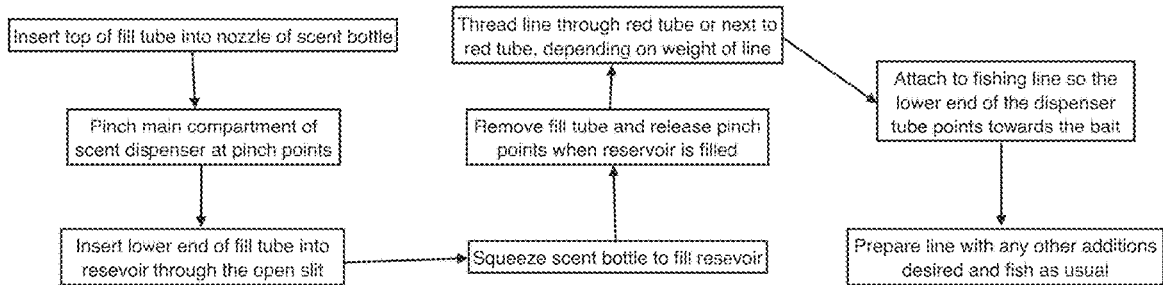 Insert top of fill tube into nozzle of scent bottle
Pinch main compartment of
scent dispenser at pinch points
Insert lower end of fill tube into
resevoir through the open slit
Squeeze scent bottle to fill resevoir
Remove fill tube and release pinch
points when reservoir is filled
Thread line through red tube or next to
red tube, depending on weight of line
Attach to fishing line so the
lower end of the dispenser
tube points towards the bait
Prepare line with any other additions
desired and fish as usual